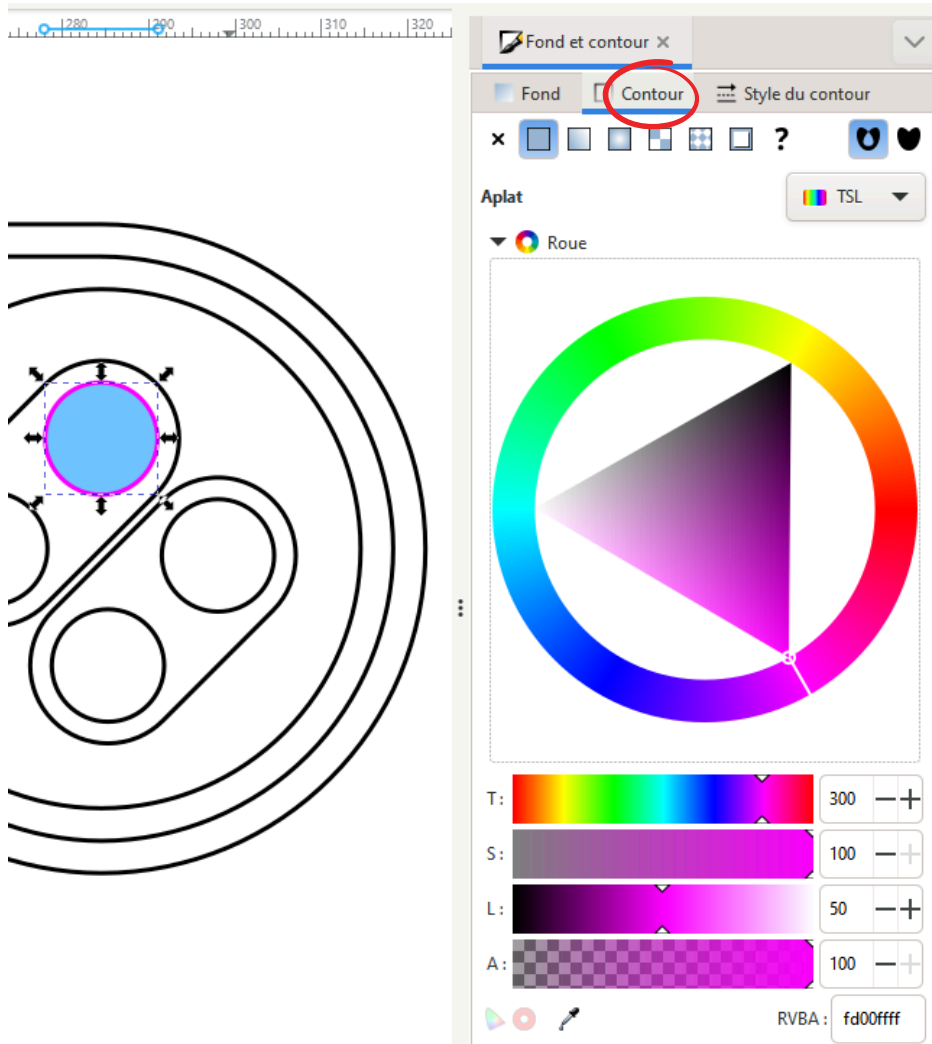 280 290 300 310 320
Fond et contour
Fond Contour Style du contour
?
Aplat TSL
Roue
T: 300
S: 100
L: 50
A: 100
RVBA: fd00ffff